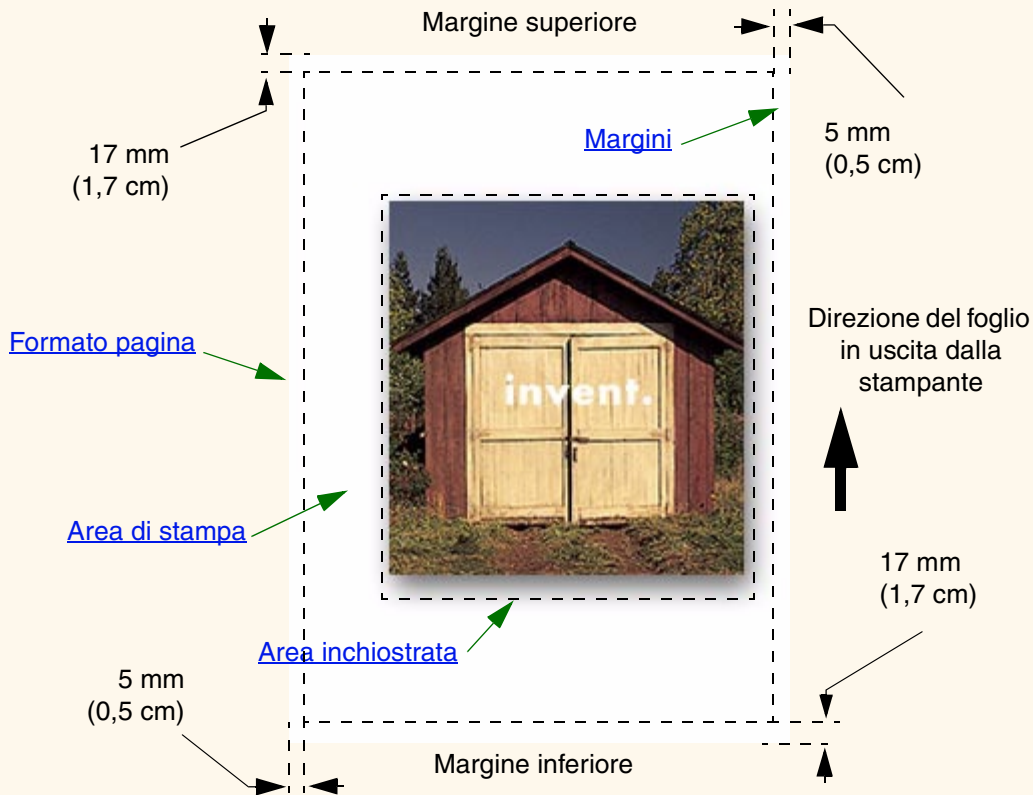 Margine superiore
17 mm
(1,7 cm)
Margini
5 mm
(0,5 cm)
Formato pagina
invent.
Direzione del foglio
in uscita dalla
stampante
Area di stampa
17 mm
(1,7 cm)
Area inchiostrata
5 mm
(0,5 cm)
Margine inferiore